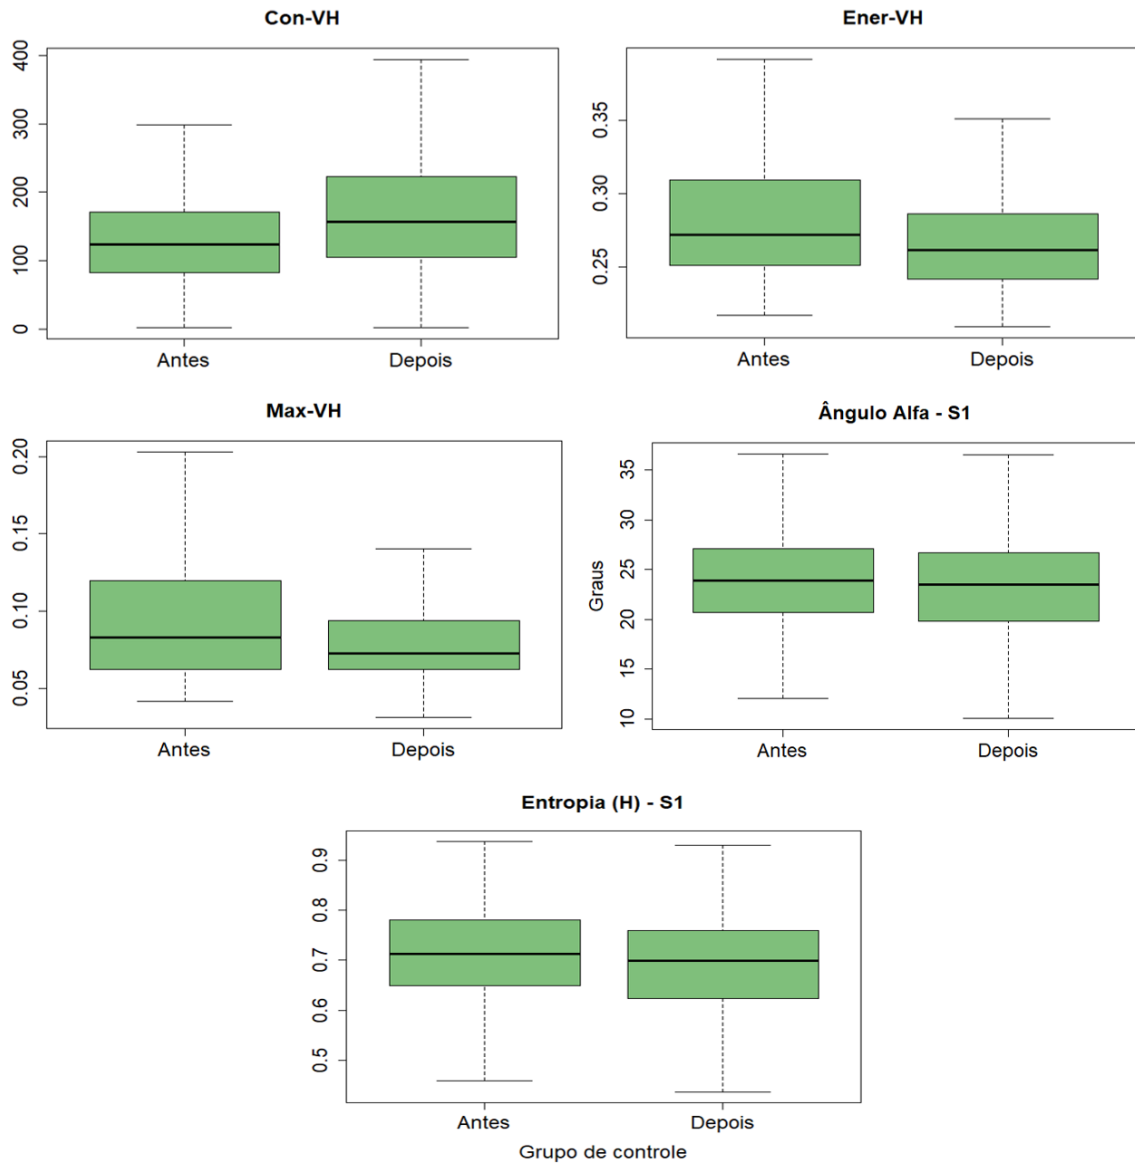 Con-VH
400
300
200
100
0
Antes Depois
Ener-VH
0.35
0.30
0.25
Antes Depois
Max-VH
0.20
0.15
0.10
0.05
Antes Depois
Ângulo Alfa - S1
Graus
35
30
25
20
15
10
Antes Depois
Entropia (H) - S1
0.9
0.8
0.7
0.6
0.5
Antes Depois
Grupo de controle